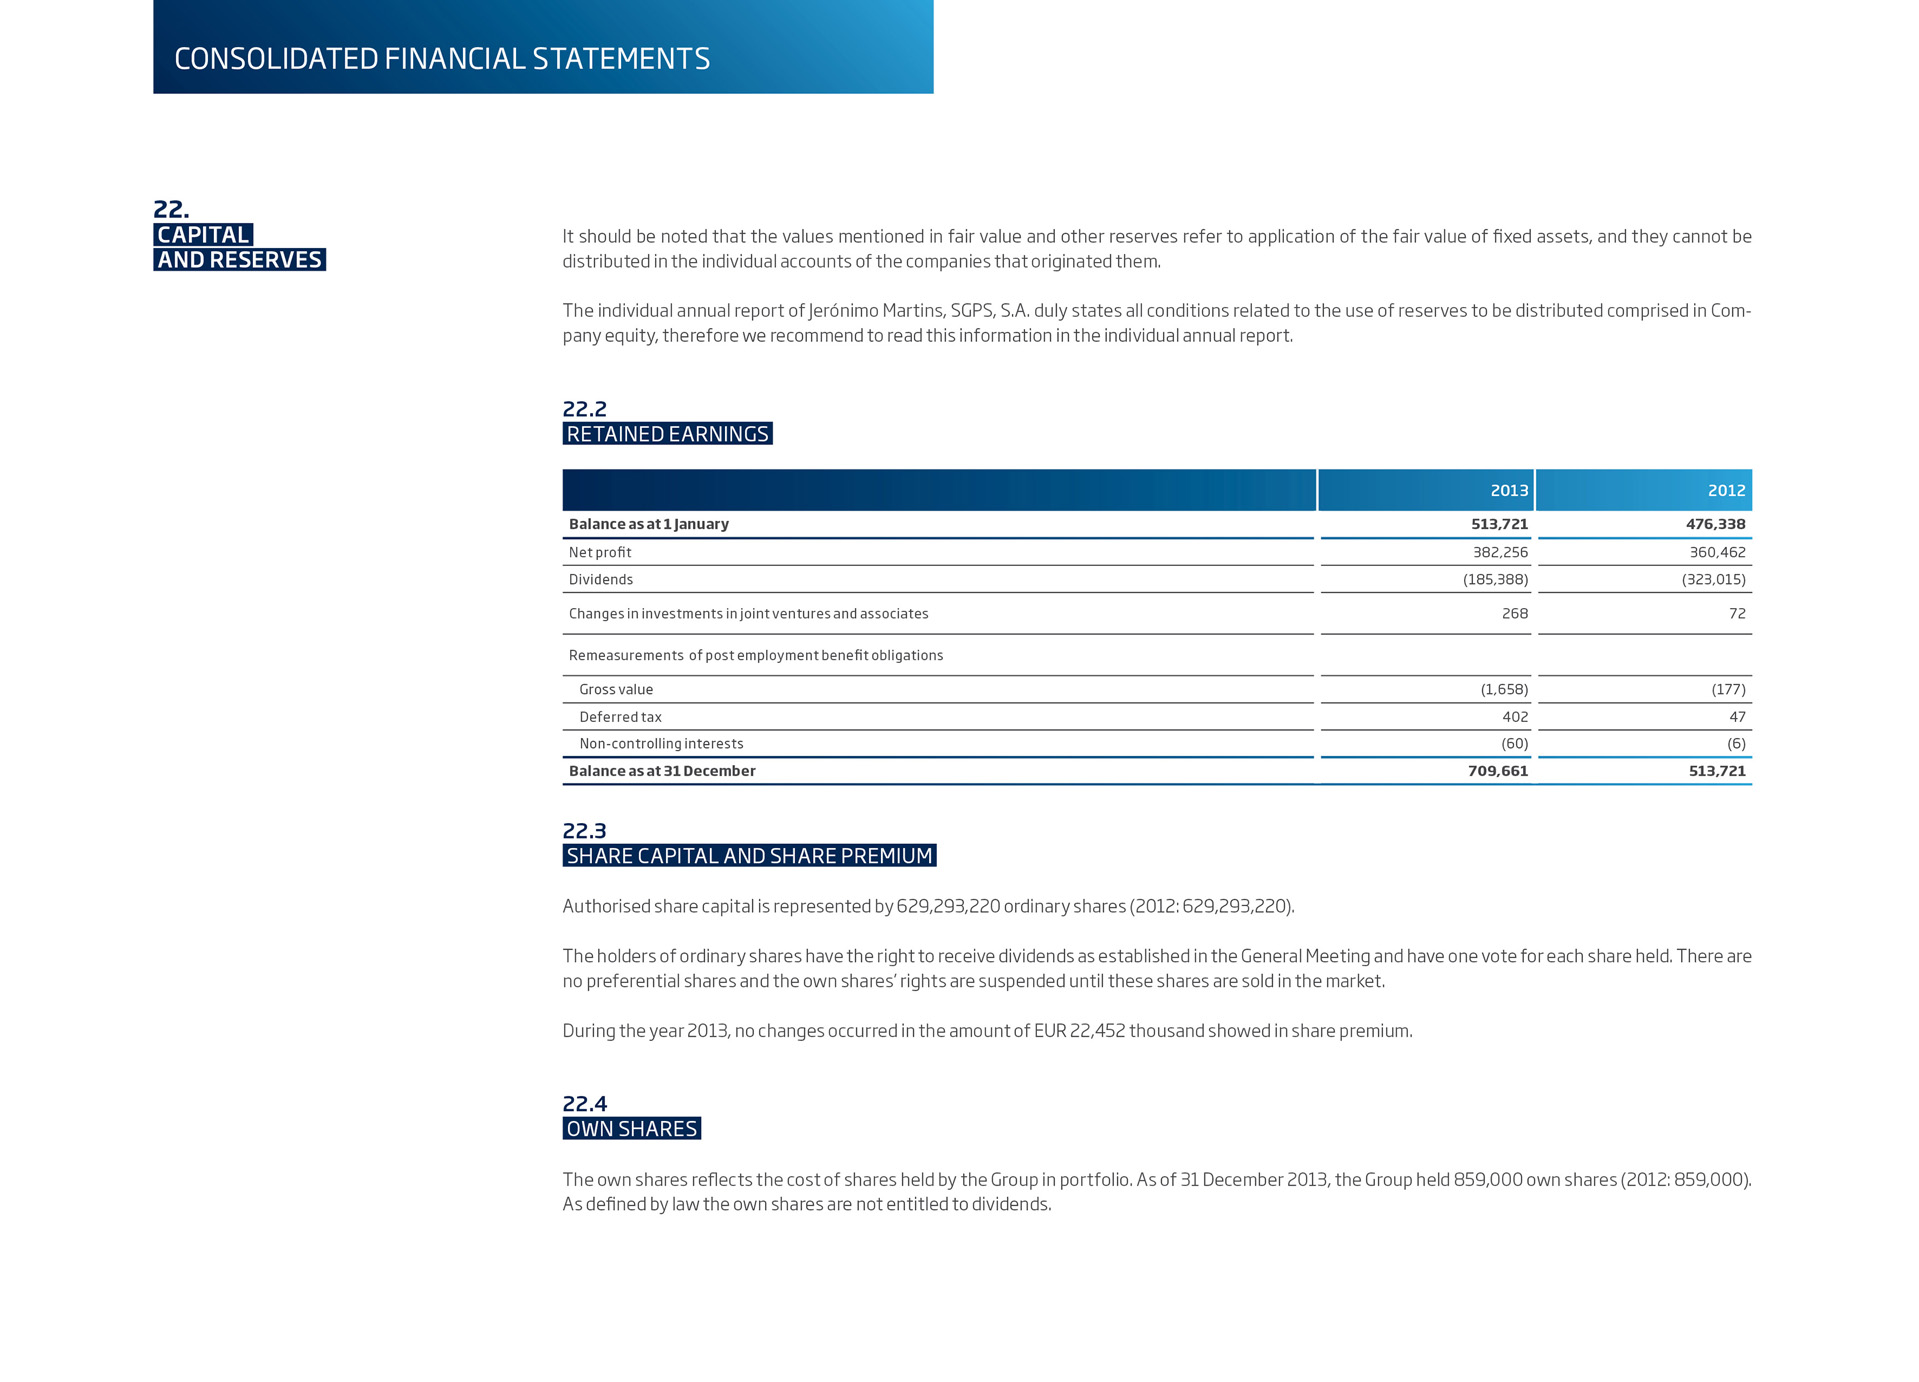 CONSOLIDATED FINANCIAL STATEMENTS
22.
CAPITAL
AND RESERVES
It should be noted that the values mentioned in fair value and other reserves refer to application of the fair value of fixed assets, and they cannot be
distributed in the individual accounts of the companies that originated them.
The individual annual report of Jerónimo Martins, SGPS, S.A. duly states all conditions related to the use of reserves to be distributed comprised in Com-
pany equity, therefore we recommend to read this information in the individual annual report.
22.2
RETAINED EARNINGS
2013 2012
Balance as at 1 January 513,721 476,338
Net profit 382,256 360,462
Dividends (185,388) (323,015)
Changes in investments in joint ventures and associates 268 72
Remeasurements of post employment benefit obligations
Gross value (1,658) (177)
Deferred tax 402 47
Non-controlling interests (60) (6)
Balance as at 31 December 709,661 513,721
22.3
SHARE CAPITAL AND SHARE PREMIUM
Authorised share capital is represented by 629,293,220 ordinary shares (2012: 629,293,220).
The holders of ordinary shares have the right to receive dividends as established in the General Meeting and have one vote for each share held. There are
no preferential shares and the own shares' rights are suspended until these shares are sold in the market.
During the year 2013, no changes occurred in the amount of EUR 22,452 thousand showed in share premium.
22.4
OWN SHARES
The own shares reflects the cost of shares held by the Group in portfolio. As of 31 December 2013, the Group held 859,000 own shares (2012: 859,000).
As defined by law the own shares are not entitled to dividends.